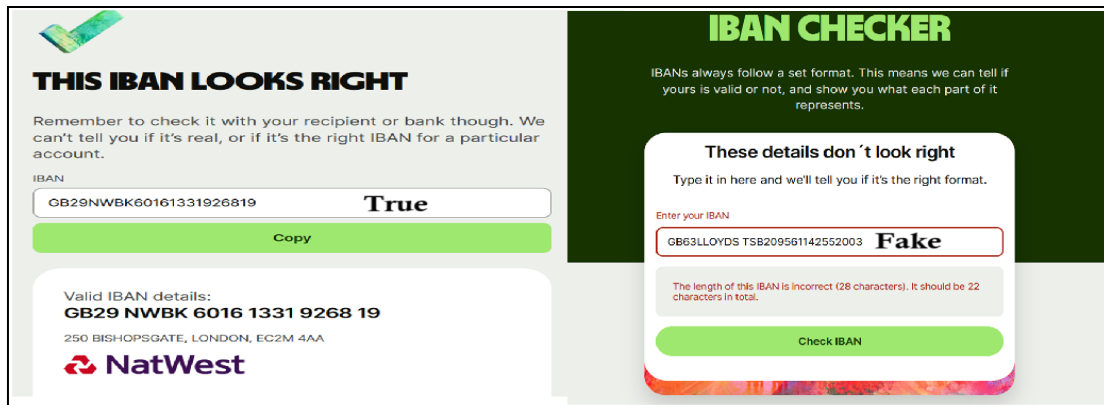 THIS IBAN LOOKS RIGHT
Remember to check it with your recipient or bank though. We
can't tell you if it's real, or if it's the right IBAN for a particular
account.
IBAN
GB29NWBK60161331926819 True
Copy
Valid IBAN details:
GB29 NWBK 6016 1331 9268 19
250 BISHOPSGATE, LONDON, EC2M 4AA
NatWest
IBAN CHECKER
IBANs always follow a set format. This means we can tell if
yours is valid or not, and show you what each part of it
represents.
These details don ´t look right
Type it in here and we'll tell you if it's the right format.
Enter your IBAN
GB63LLOYDS TSB209561142552003 Fake
The length of this IBAN is incorrect (28 characters). It should be 22
characters in total.
Check IBAN